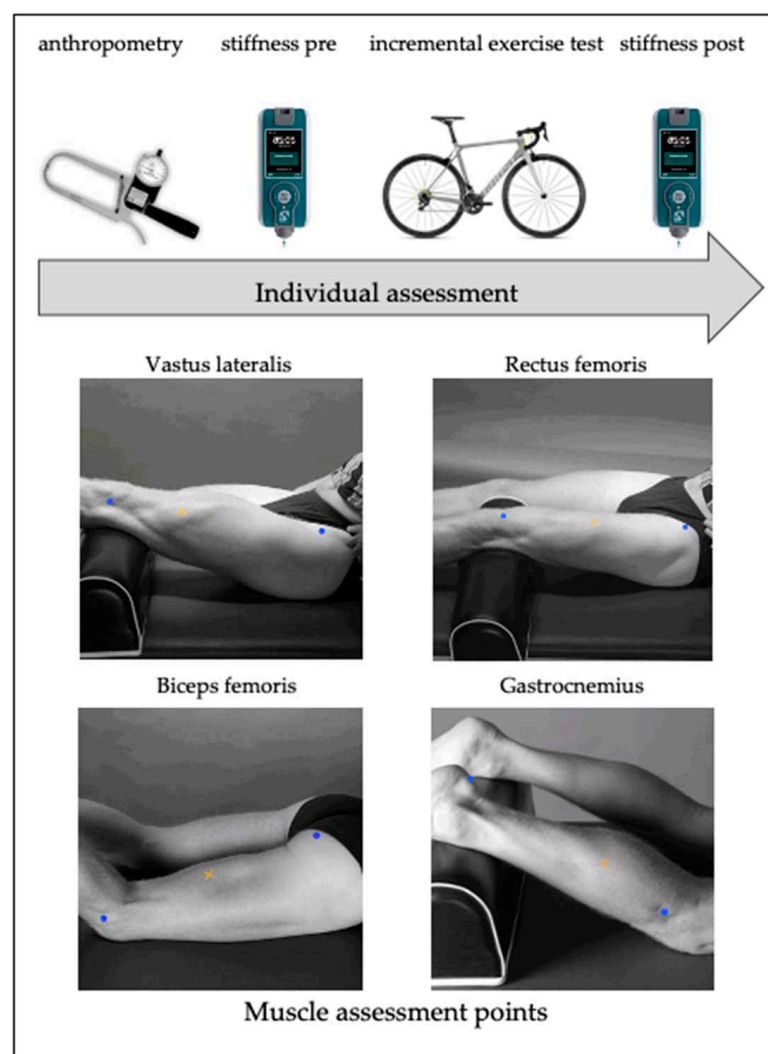 anthropometry stiffness pre incremental exercise test stiffness post
Individual assessment
Vastus lateralis Rectus femoris
Biceps femoris Gastrocnemius
Muscle assessment points